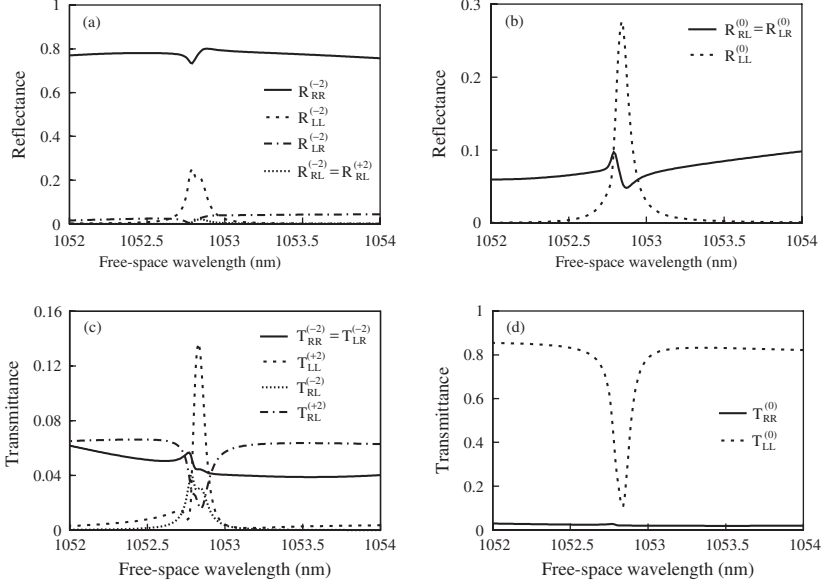 (a)
1
0.8
0.6
0.4
0.2
0
Reflectance
R_RR^(-2)
R_LL^(-2)
R_LR^(-2)
R_RL^(-2) = R_RL^(+2)
1052 1052.5 1053 1053.5 1054
Free-space wavelength (nm)
(b)
0.3
0.2
0.1
0
Reflectance
R_RL^(0) = R_LR^(0)
R_LL^(0)
1052 1052.5 1053 1053.5 1054
Free-space wavelength (nm)
(c)
0.16
0.12
0.08
0.04
0
Transmittance
T_RR^(-2) = T_LR^(-2)
T_LL^(+2)
T_RL^(-2)
T_RL^(+2)
1052 1052.5 1053 1053.5 1054
Free-space wavelength (nm)
(d)
1
0.8
0.6
0.4
0.2
0
Transmittance
T_RR^(0)
T_LL^(0)
1052 1052.5 1053 1053.5 1054
Free-space wavelength (nm)